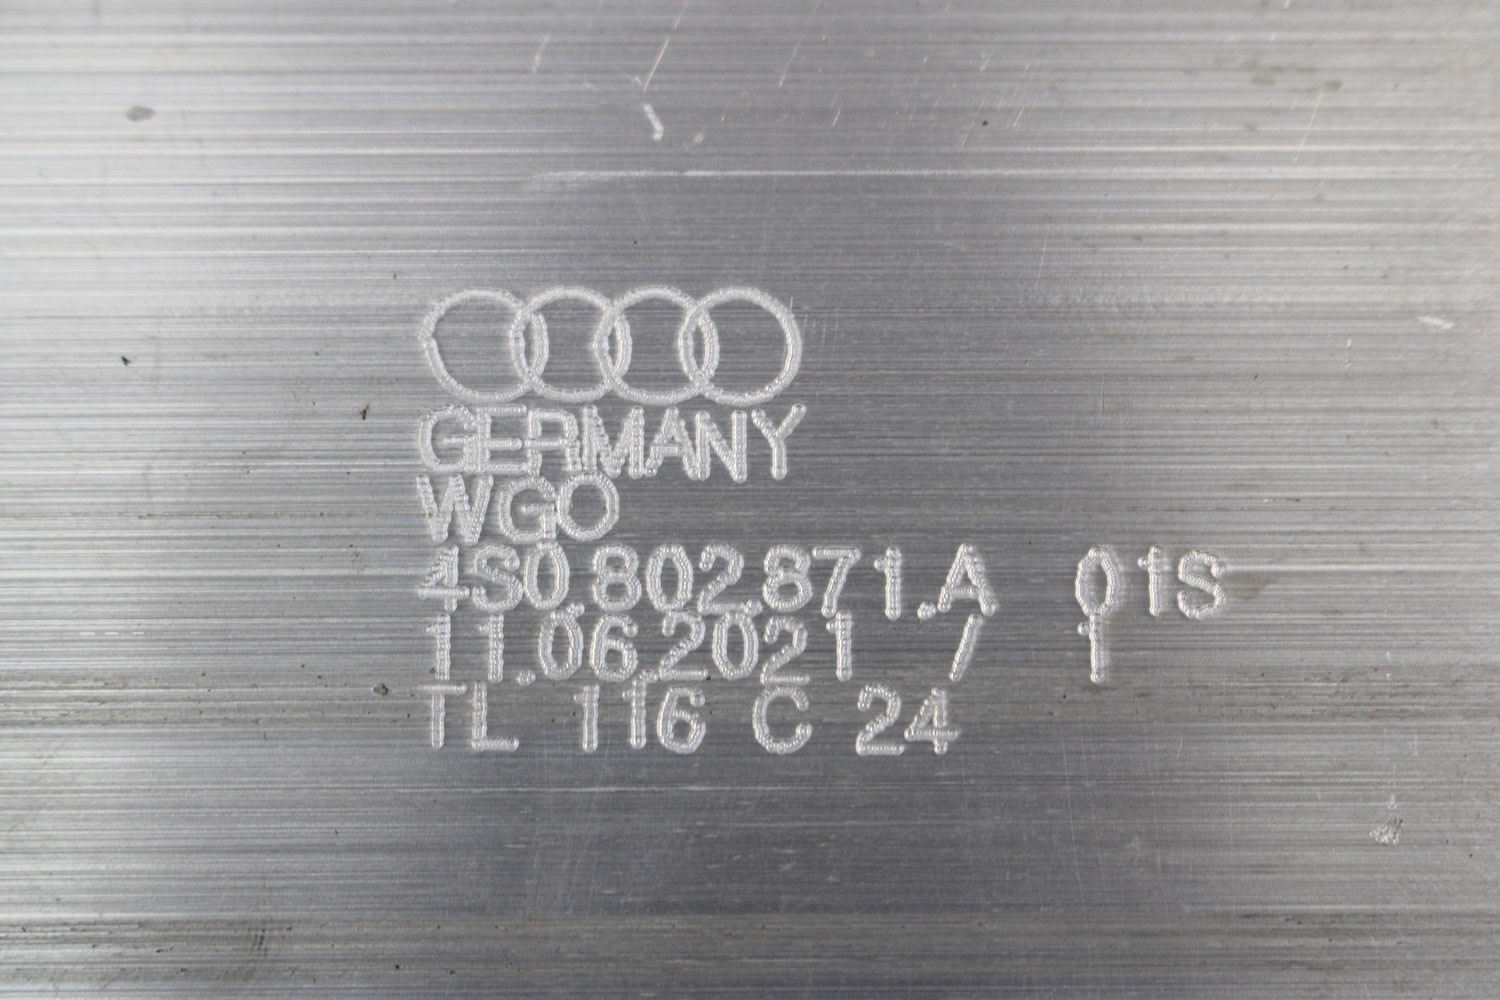 GERMANY
WGO
4S0.802.871.A 01S
11.06.2021 / 1
TL 116 C 24